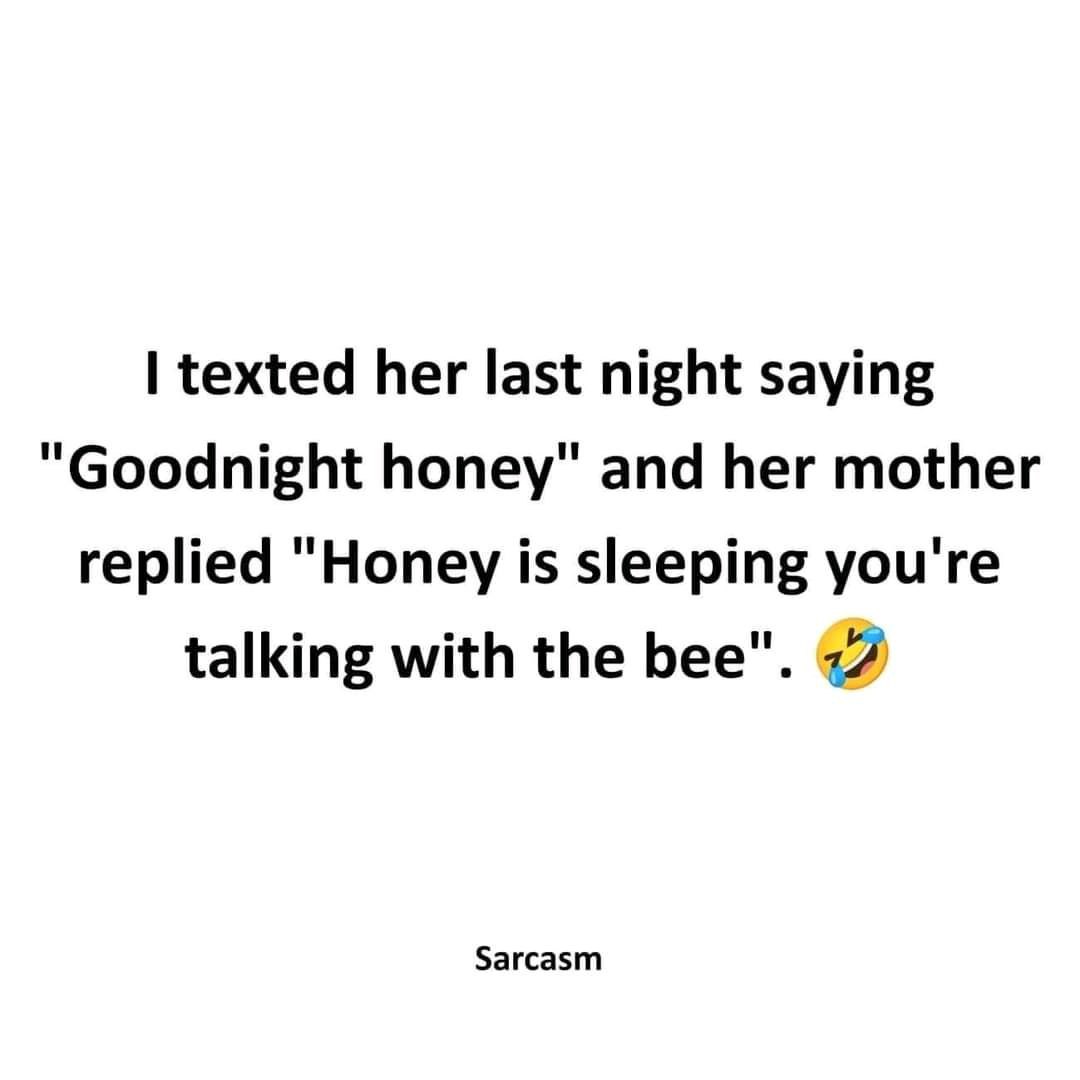 I texted her last night saying
"Goodnight honey" and her mother
replied "Honey is sleeping you're
talking with the bee". 🤣
Sarcasm